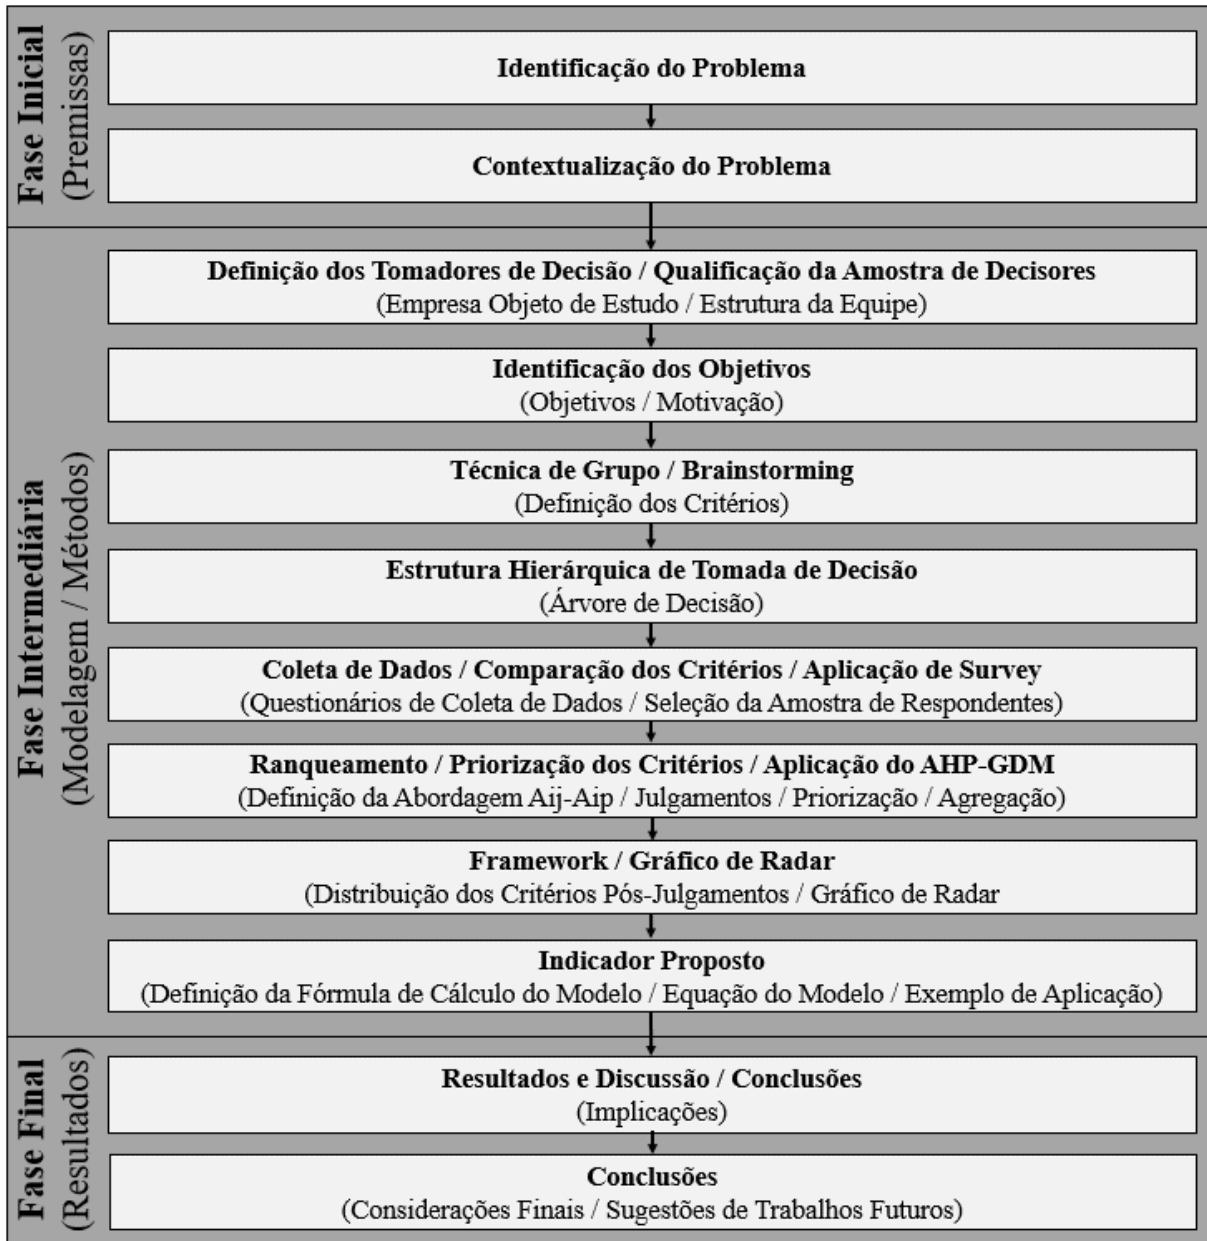 Fase Inicial
(Premissas)
Identificação do Problema
Contextualização do Problema
Fase Intermediária
(Modelagem / Métodos)
Definição dos Tomadores de Decisão / Qualificação da Amostra de Decisores
(Empresa Objeto de Estudo / Estrutura da Equipe)
Identificação dos Objetivos
(Objetivos / Motivação)
Técnica de Grupo / Brainstorming
(Definição dos Critérios)
Estrutura Hierárquica de Tomada de Decisão
(Árvore de Decisão)
Coleta de Dados / Comparação dos Critérios / Aplicação de Survey
(Questionários de Coleta de Dados / Seleção da Amostra de Respondentes)
Ranqueamento / Priorização dos Critérios / Aplicação do AHP-GDM
(Definição da Abordagem Aij-Aip / Julgamentos / Priorização / Agregação)
Framework / Gráfico de Radar
(Distribuição dos Critérios Pós-Julgamentos / Gráfico de Radar
Indicador Proposto
(Definição da Fórmula de Cálculo do Modelo / Equação do Modelo / Exemplo de Aplicação)
Fase Final
(Resultados)
Resultados e Discussão / Conclusões
(Implicações)
Conclusões
(Considerações Finais / Sugestões de Trabalhos Futuros)